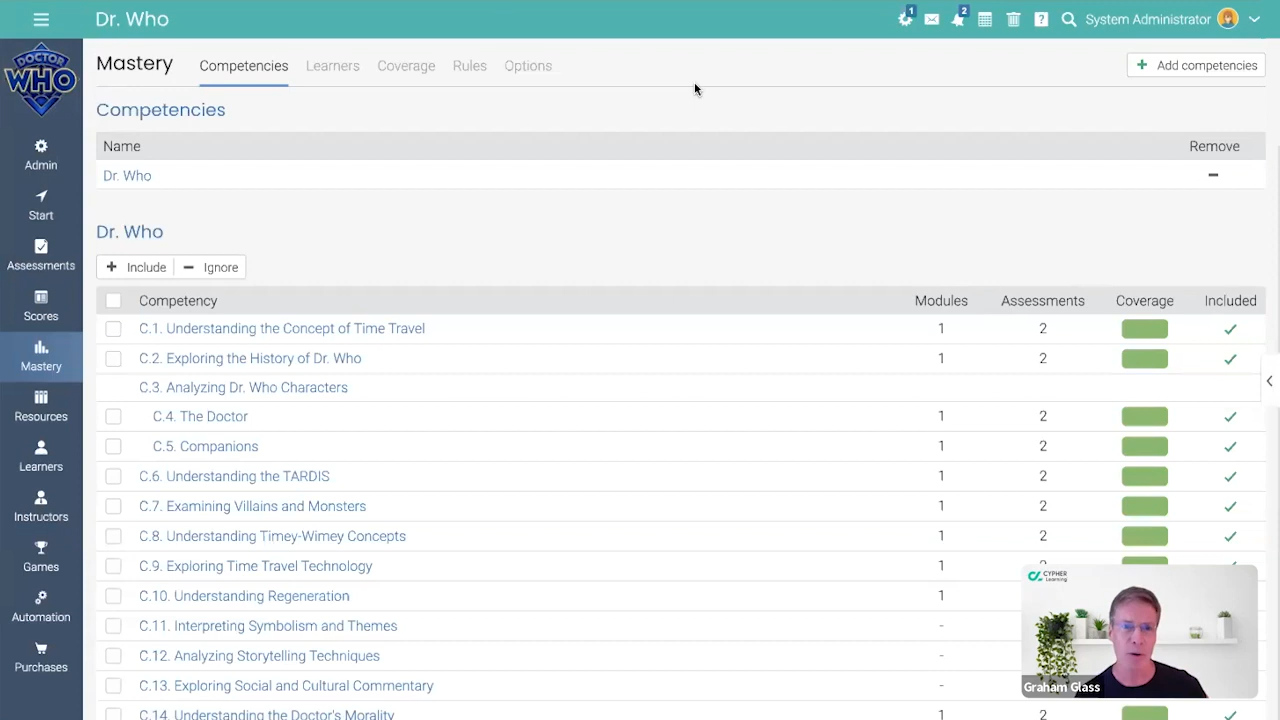 Dr. Who
1
2
System Administrator
DOCTOR
WHO
Admin
Start
Assessments
Scores
Mastery
Resources
Learners
Instructors
Games
Automation
Purchases
Mastery Competencies Learners Coverage Rules Options
+ Add competencies
Competencies
Name Remove
Dr. Who
Dr. Who
+ Include - Ignore
Competency Modules Assessments Coverage Included
C.1. Understanding the Concept of Time Travel 1 2
C.2. Exploring the History of Dr. Who 1 2
C.3. Analyzing Dr. Who Characters
C.4. The Doctor 1 2
C.5. Companions 1 2
C.6. Understanding the TARDIS 1 2
C.7. Examining Villains and Monsters 1 2
C.8. Understanding Timey-Wimey Concepts 1 2
C.9. Exploring Time Travel Technology 1
C.10. Understanding Regeneration 1
C.11. Interpreting Symbolism and Themes -
C.12. Analyzing Storytelling Techniques -
C.13. Exploring Social and Cultural Commentary -
C.14. Understanding the Doctor's Morality 1 2
CYPHER
Learning
Graham Glass